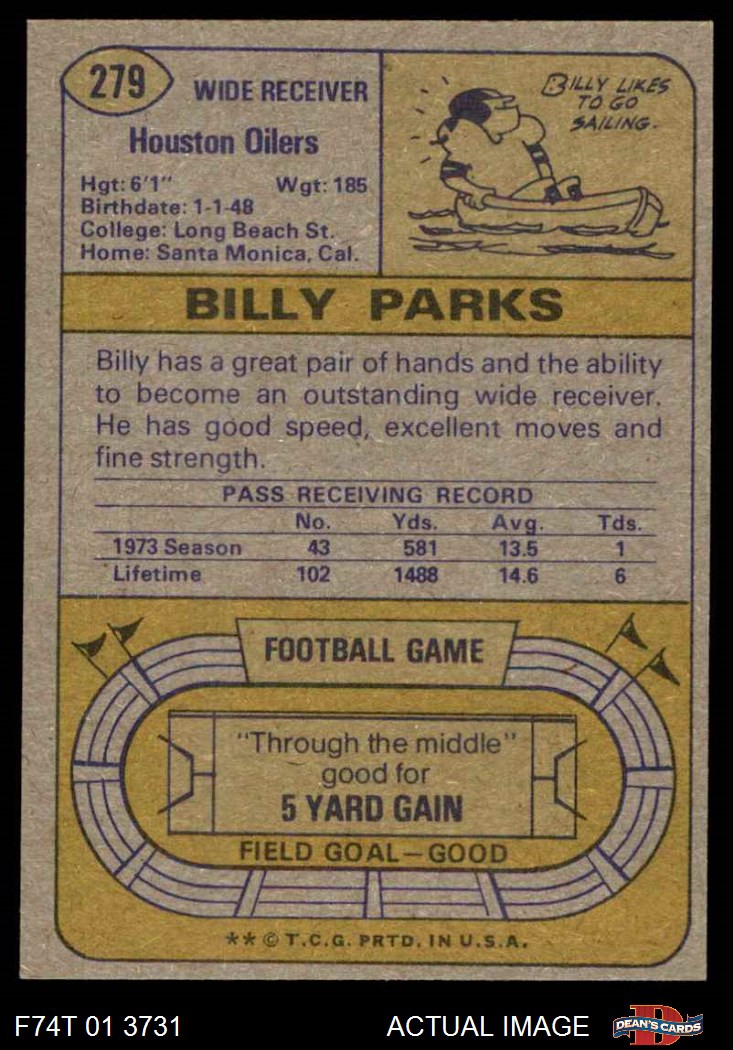 279
WIDE RECEIVER
Houston Oilers
Hgt: 6'1" Wgt: 185
Birthdate: 1-1-48
College: Long Beach St.
Home: Santa Monica, Cal.
BILLY LIKES
TO GO
SAILING.
BILLY PARKS
Billy has a great pair of hands and the ability
to become an outstanding wide receiver.
He has good speed, excellent moves and
fine strength.
PASS RECEIVING RECORD
No. Yds. Avg. Tds.
1973 Season 43 581 13.5 1
Lifetime 102 1488 14.6 6
FOOTBALL GAME
"Through the middle"
good for
5 YARD GAIN
FIELD GOAL—GOOD
** © T.C.G. PRTD. IN U.S.A.
F74T 01 3731 ACTUAL IMAGE
D
DEAN'S CARDS